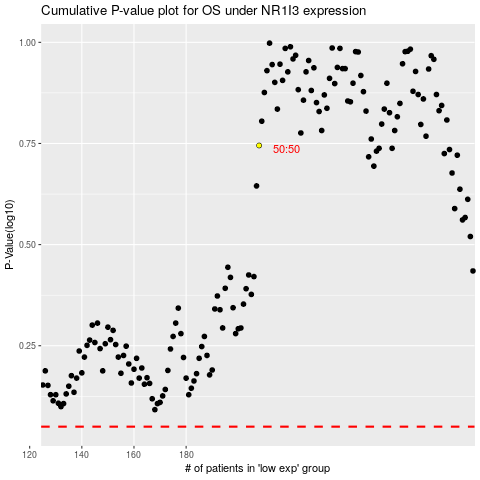 Cumulative P-value plot for OS under NR1I3 expression
P-Value(log10)
1.00
0.75
0.50
0.25
50:50
120 140 160 180
# of patients in 'low exp' group